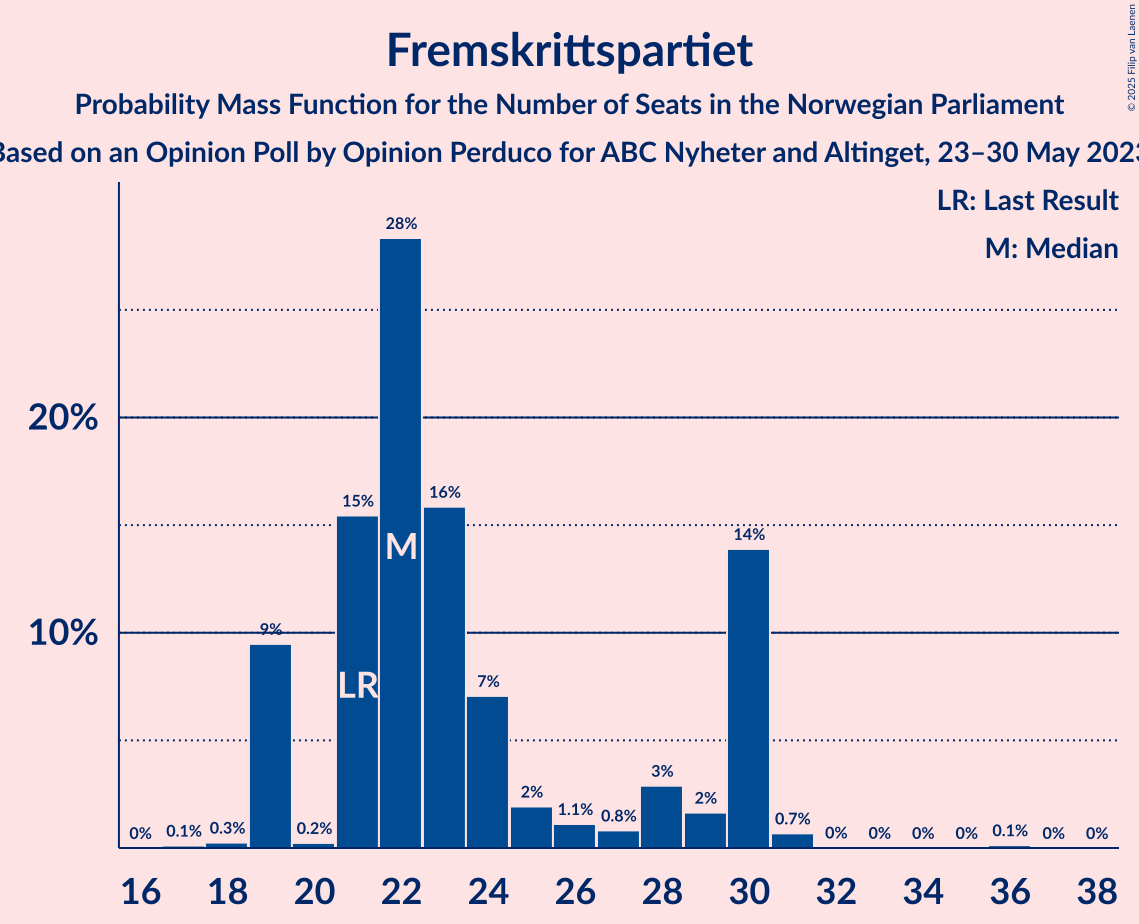 Fremskrittspartiet
Probability Mass Function for the Number of Seats in the Norwegian Parliament
Based on an Opinion Poll by Opinion Perduco for ABC Nyheter and Altinget, 23–30 May 2023
© 2025 Filip van Laenen
LR: Last Result
M: Median
20%
10%
0% 0.1% 0.3% 9% 0.2% 15% 28% 16% 7% 2% 1.1% 0.8% 3% 2% 14% 0.7% 0% 0% 0% 0% 0.1% 0% 0%
LR
M
16 18 20 22 24 26 28 30 32 34 36 38